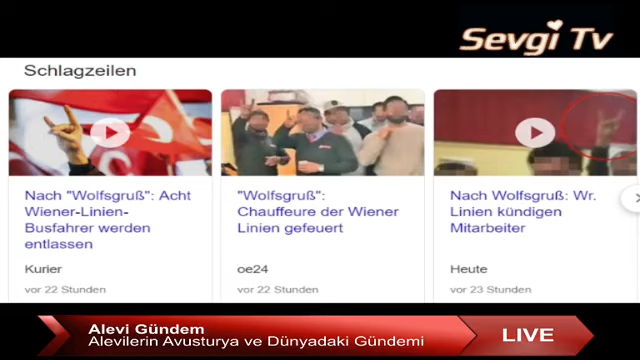 Sevgi Tv
Schlagzeilen
Nach "Wolfsgruß": Acht
Wiener-Linien-
Busfahrer werden
entlassen
Kurier
vor 22 Stunden
"Wolfsgruß":
Chauffeure der Wiener
Linien gefeuert
oe24
vor 22 Stunden
Nach Wolfsgruß: Wr.
Linien kündigen
Mitarbeiter
Heute
vor 23 Stunden
Alevi Gündem
Alevilerin Avusturya ve Dünyadaki Gündemi
LIVE